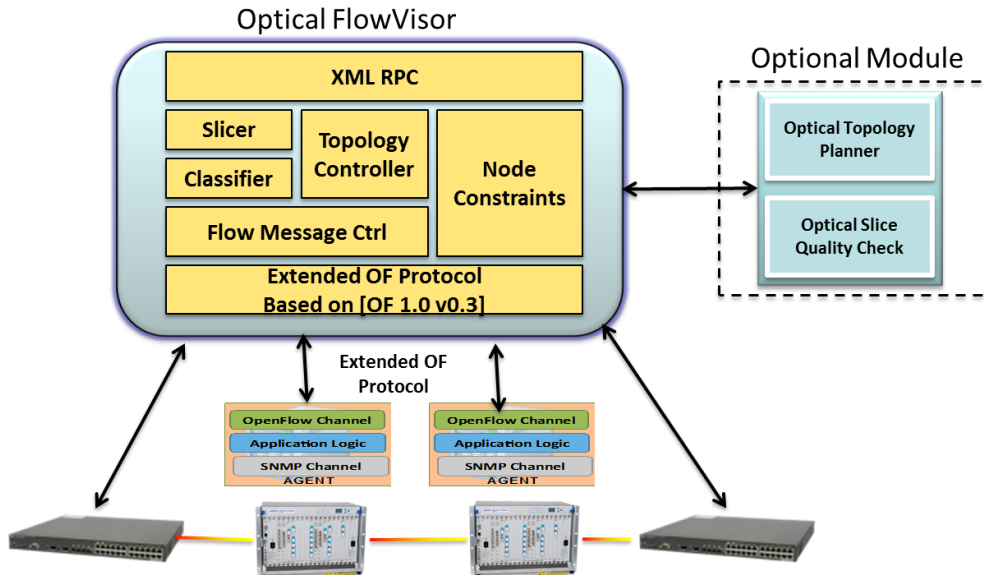 Optical FlowVisor
Optional Module
XML RPC
Slicer
Classifier
Topology
Controller
Node
Constraints
Flow Message Ctrl
Extended OF Protocol
Based on [OF 1.0 v0.3]
Optical Topology
Planner
Optical Slice
Quality Check
Extended OF
Protocol
OpenFlow Channel
Application Logic
SNMP Channel
AGENT
OpenFlow Channel
Application Logic
SNMP Channel
AGENT